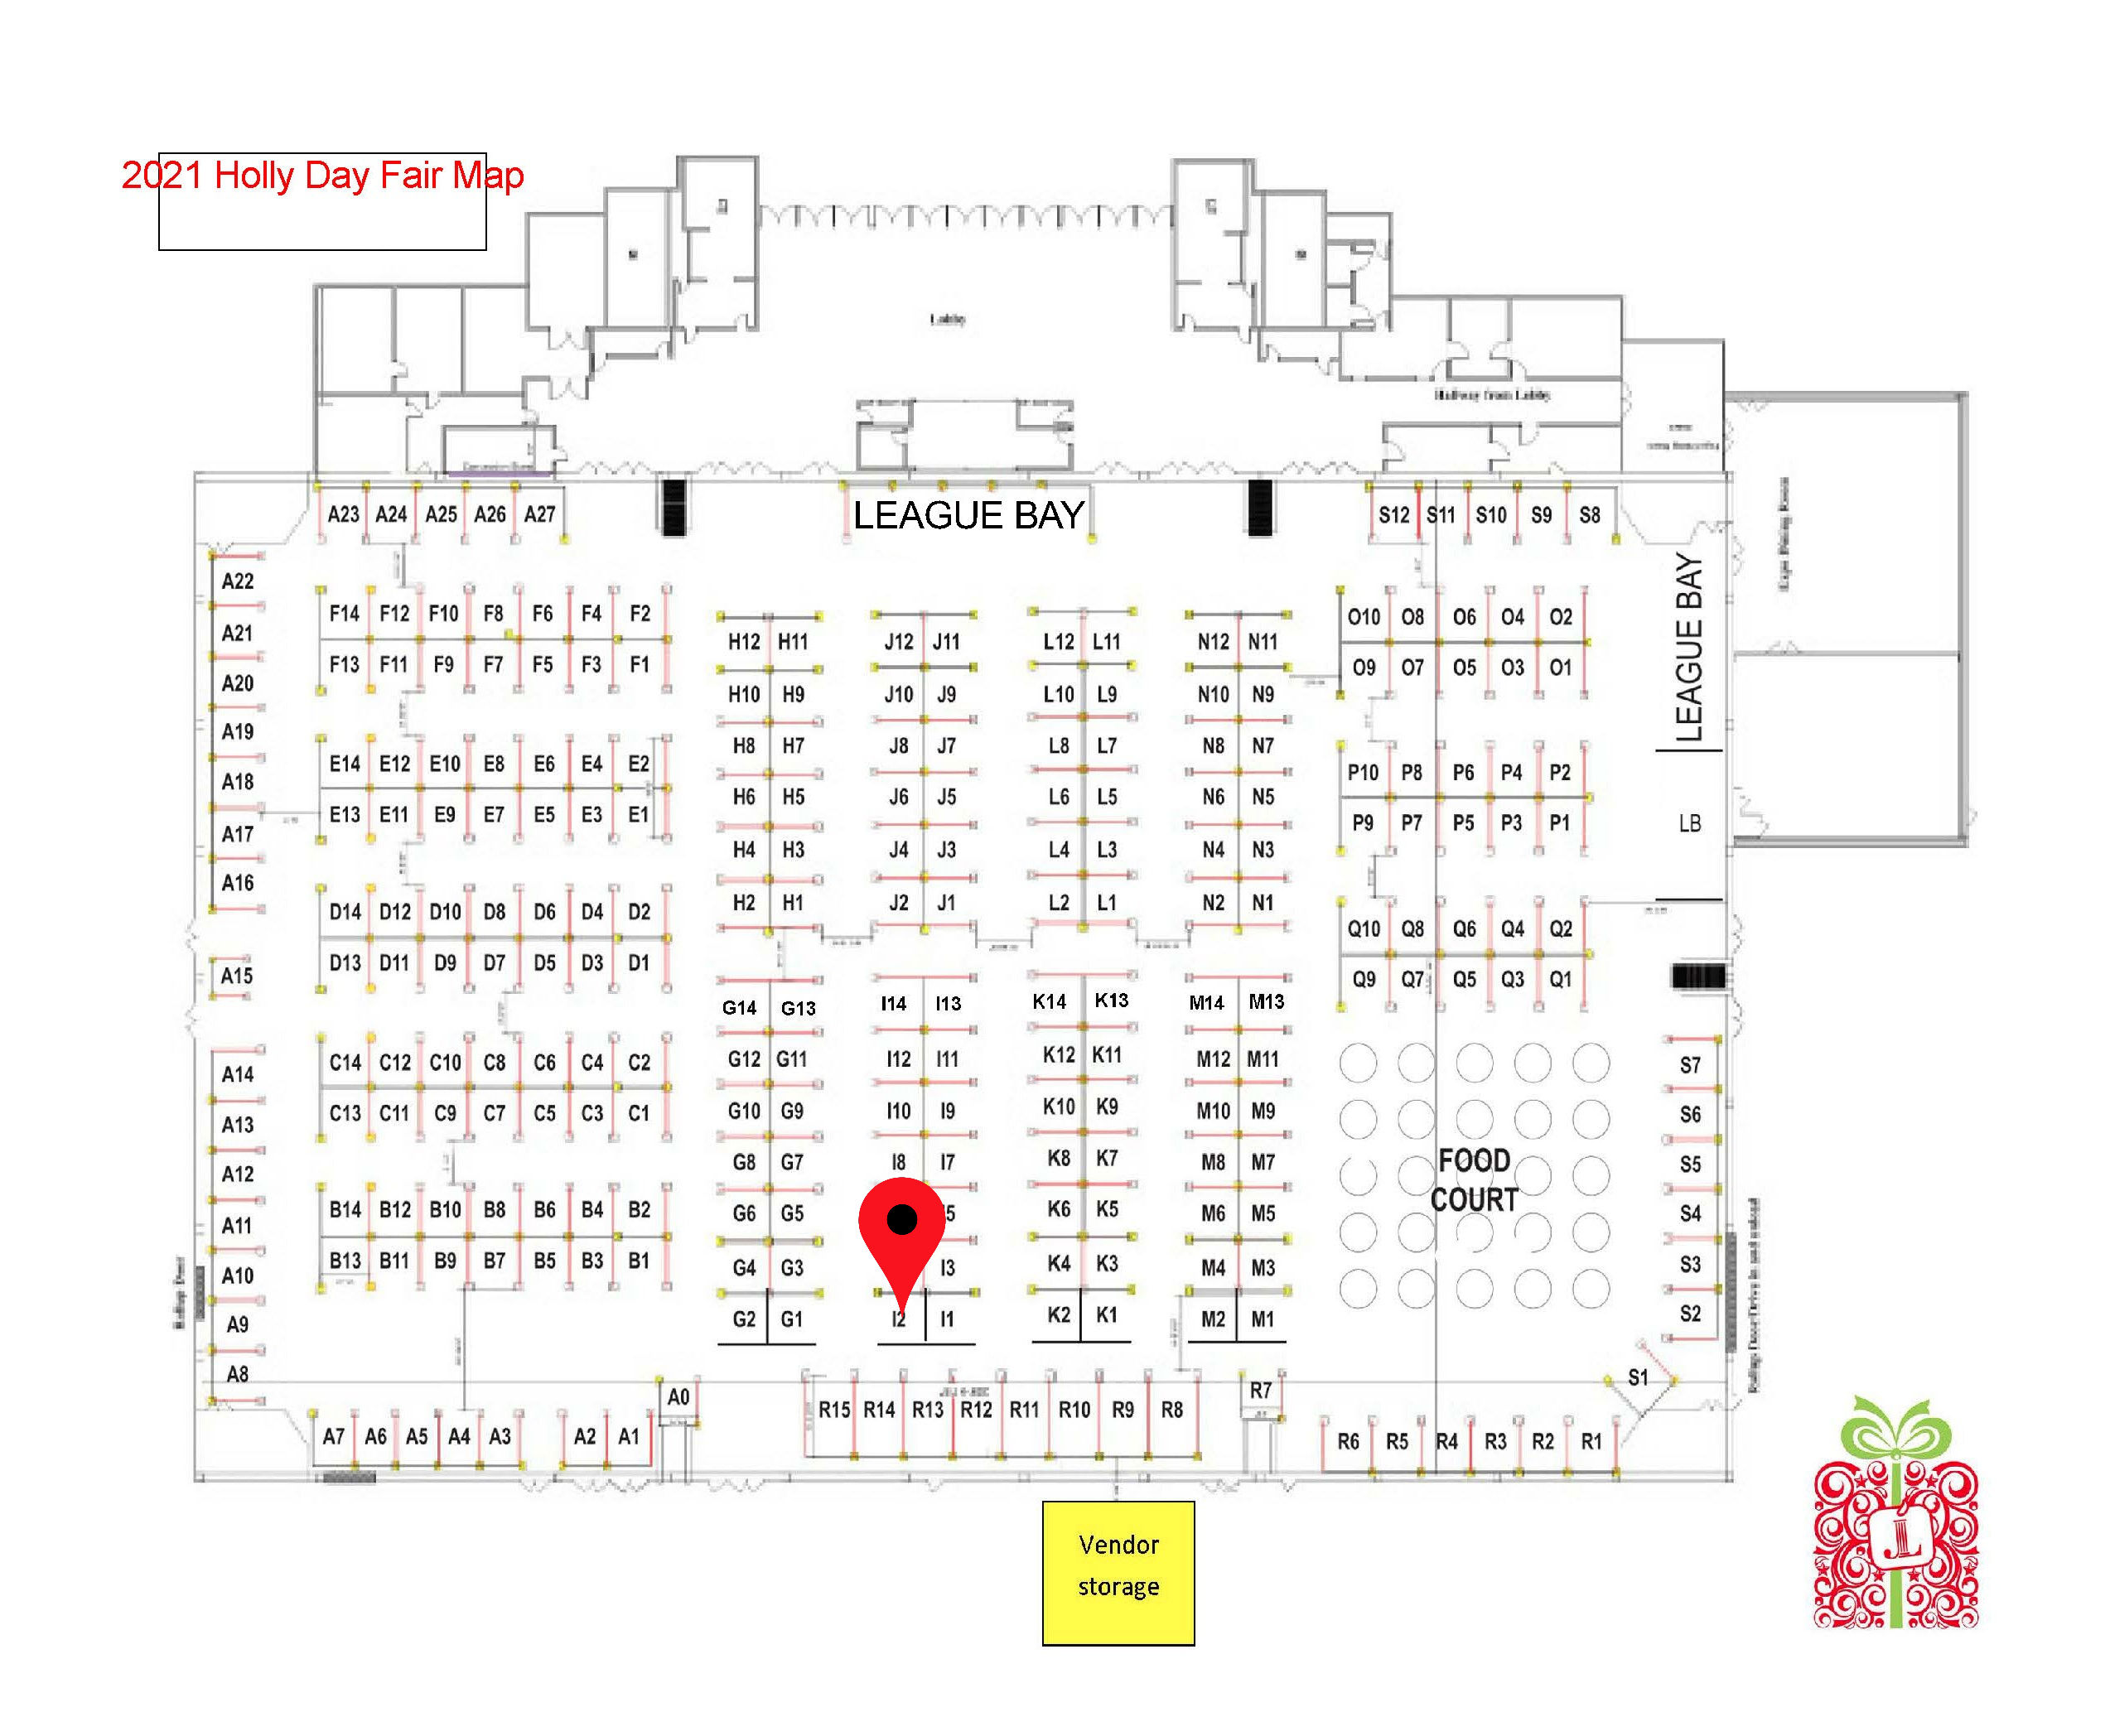 2021 Holly Day Fair Map
Lobby
Hallway from Lobby
LEAGUE BAY
A23 A24 A25 A26 A27
S12 S11 S10 S9 S8
LEAGUE BAY
LB
A22
A21
A20
A19
A18
A17
A16
A15
A14
A13
A12
A11
A10
A9
A8
F14 F12 F10 F8 F6 F4 F2
F13 F11 F9 F7 F5 F3 F1
E14 E12 E10 E8 E6 E4 E2
E13 E11 E9 E7 E5 E3 E1
D14 D12 D10 D8 D6 D4 D2
D13 D11 D9 D7 D5 D3 D1
C14 C12 C10 C8 C6 C4 C2
C13 C11 C9 C7 C5 C3 C1
B14 B12 B10 B8 B6 B4 B2
B13 B11 B9 B7 B5 B3 B1
H12 H11
H10 H9
H8 H7
H6 H5
H4 H3
H2 H1
G14 G13
G12 G11
G10 G9
G8 G7
G6 G5
G4 G3
G2 G1
J12 J11
J10 J9
J8 J7
J6 J5
J4 J3
J2 J1
I14 I13
I12 I11
I10 I9
I8 I7
5
I3
I2 I1
L12 L11
L10 L9
L8 L7
L6 L5
L4 L3
L2 L1
K14 K13
K12 K11
K10 K9
K8 K7
K6 K5
K4 K3
K2 K1
N12 N11
N10 N9
N8 N7
N6 N5
N4 N3
N2 N1
M14 M13
M12 M11
M10 M9
M8 M7
M6 M5
M4 M3
M2 M1
O10 O8 O6 O4 O2
O9 O7 O5 O3 O1
P10 P8 P6 P4 P2
P9 P7 P5 P3 P1
Q10 Q8 Q6 Q4 Q2
Q9 Q7 Q5 Q3 Q1
FOOD
COURT
S7
S6
S5
S4
S3
S2
S1
A7 A6 A5 A4 A3 A2 A1
A0
R15 R14 R13 R12 R11 R10 R9 R8
R7
R6 R5 R4 R3 R2 R1
Vendor
storage
JL